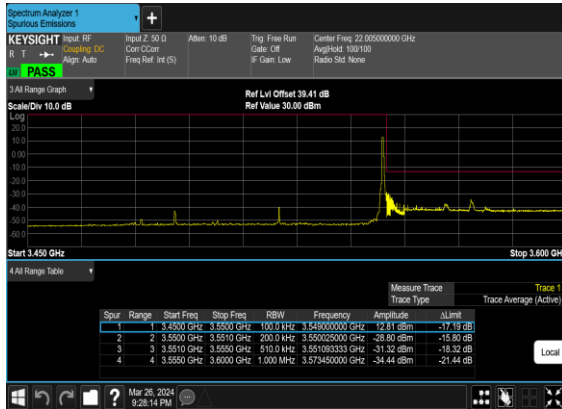 Spectrum Analyzer 1
Spurious Emissions
KEYSIGHT Input: RF Input Z: 50 Ω Atten: 10 dB Trig: Free Run Center Freq: 22.005000000 GHz
R T Coupling: DC Corr CCorr Gate: Off Avg|Hold: 100/100
Align: Auto Freq Ref: Int (S) IF Gain: Low Radio Std: None
PASS
3 All Range Graph
Ref Lvl Offset 39.41 dB
Scale/Div 10.0 dB Ref Value 30.00 dBm
Log
20.0
10.0
0.00
-10.0
-20.0
-30.0
-40.0
-50.0
-60.0
Start 3.450 GHz Stop 3.600 GH
4 All Range Table
Measure Trace Trace 1
Trace Type Trace Average (Active)
Spur Range Start Freq Stop Freq RBW Frequency Amplitude ΔLimit
1 1 3.4500 GHz 3.5500 GHz 100.0 kHz 3.549000000 GHz 12.81 dBm -17.19 dB
2 2 3.5500 GHz 3.5510 GHz 200.0 kHz 3.550025000 GHz -28.80 dBm -15.80 dB
3 3 3.5510 GHz 3.5550 GHz 510.0 kHz 3.551093333 GHz -31.32 dBm -18.32 dB
4 4 3.5550 GHz 3.6000 GHz 1.000 MHz 3.573450000 GHz -34.44 dBm -21.44 dB
Local
Mar 26, 2024
9:28:14 PM